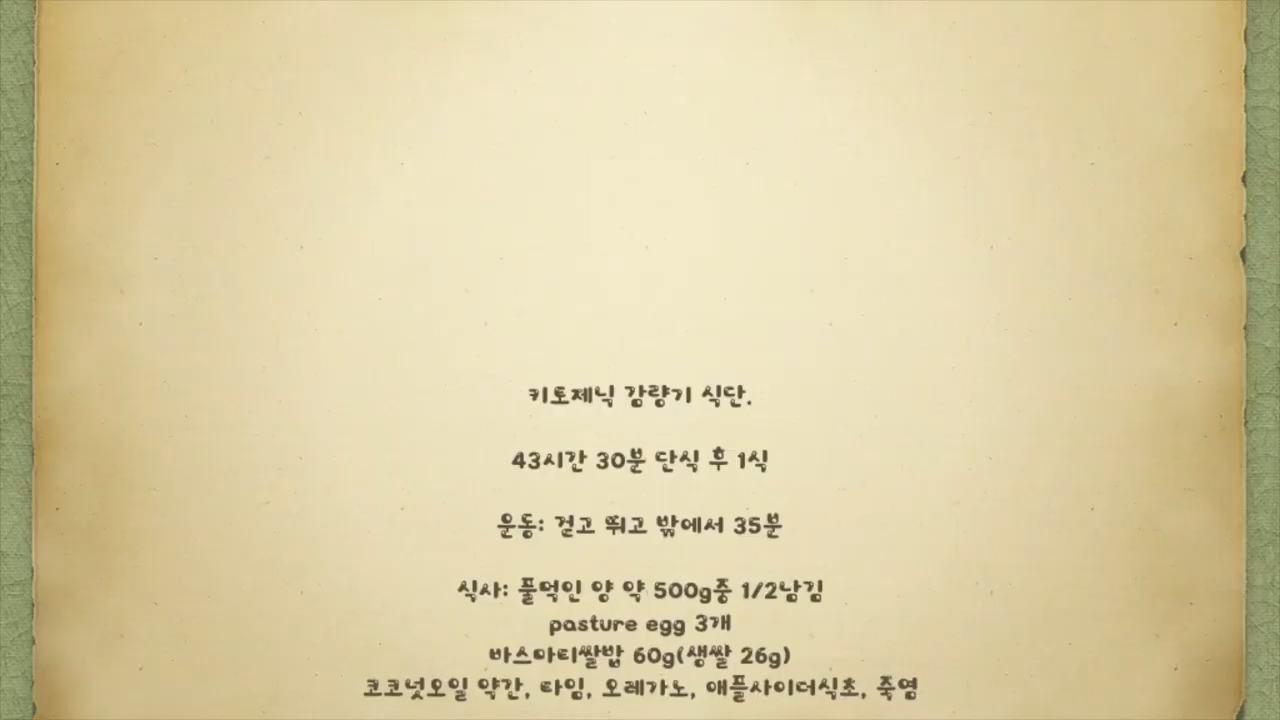 키토제닉 감량기 식단.
43시간 30분 단식 후 1식
운동: 걷고 뛰고 밖에서 35분
식사: 풀먹인 양 약 500g중 1/2남김
pasture egg 3개
바스마티쌀밥 60g(생쌀 26g)
코코넛오일 약간, 타임, 오레가노, 애플사이더식초, 죽염